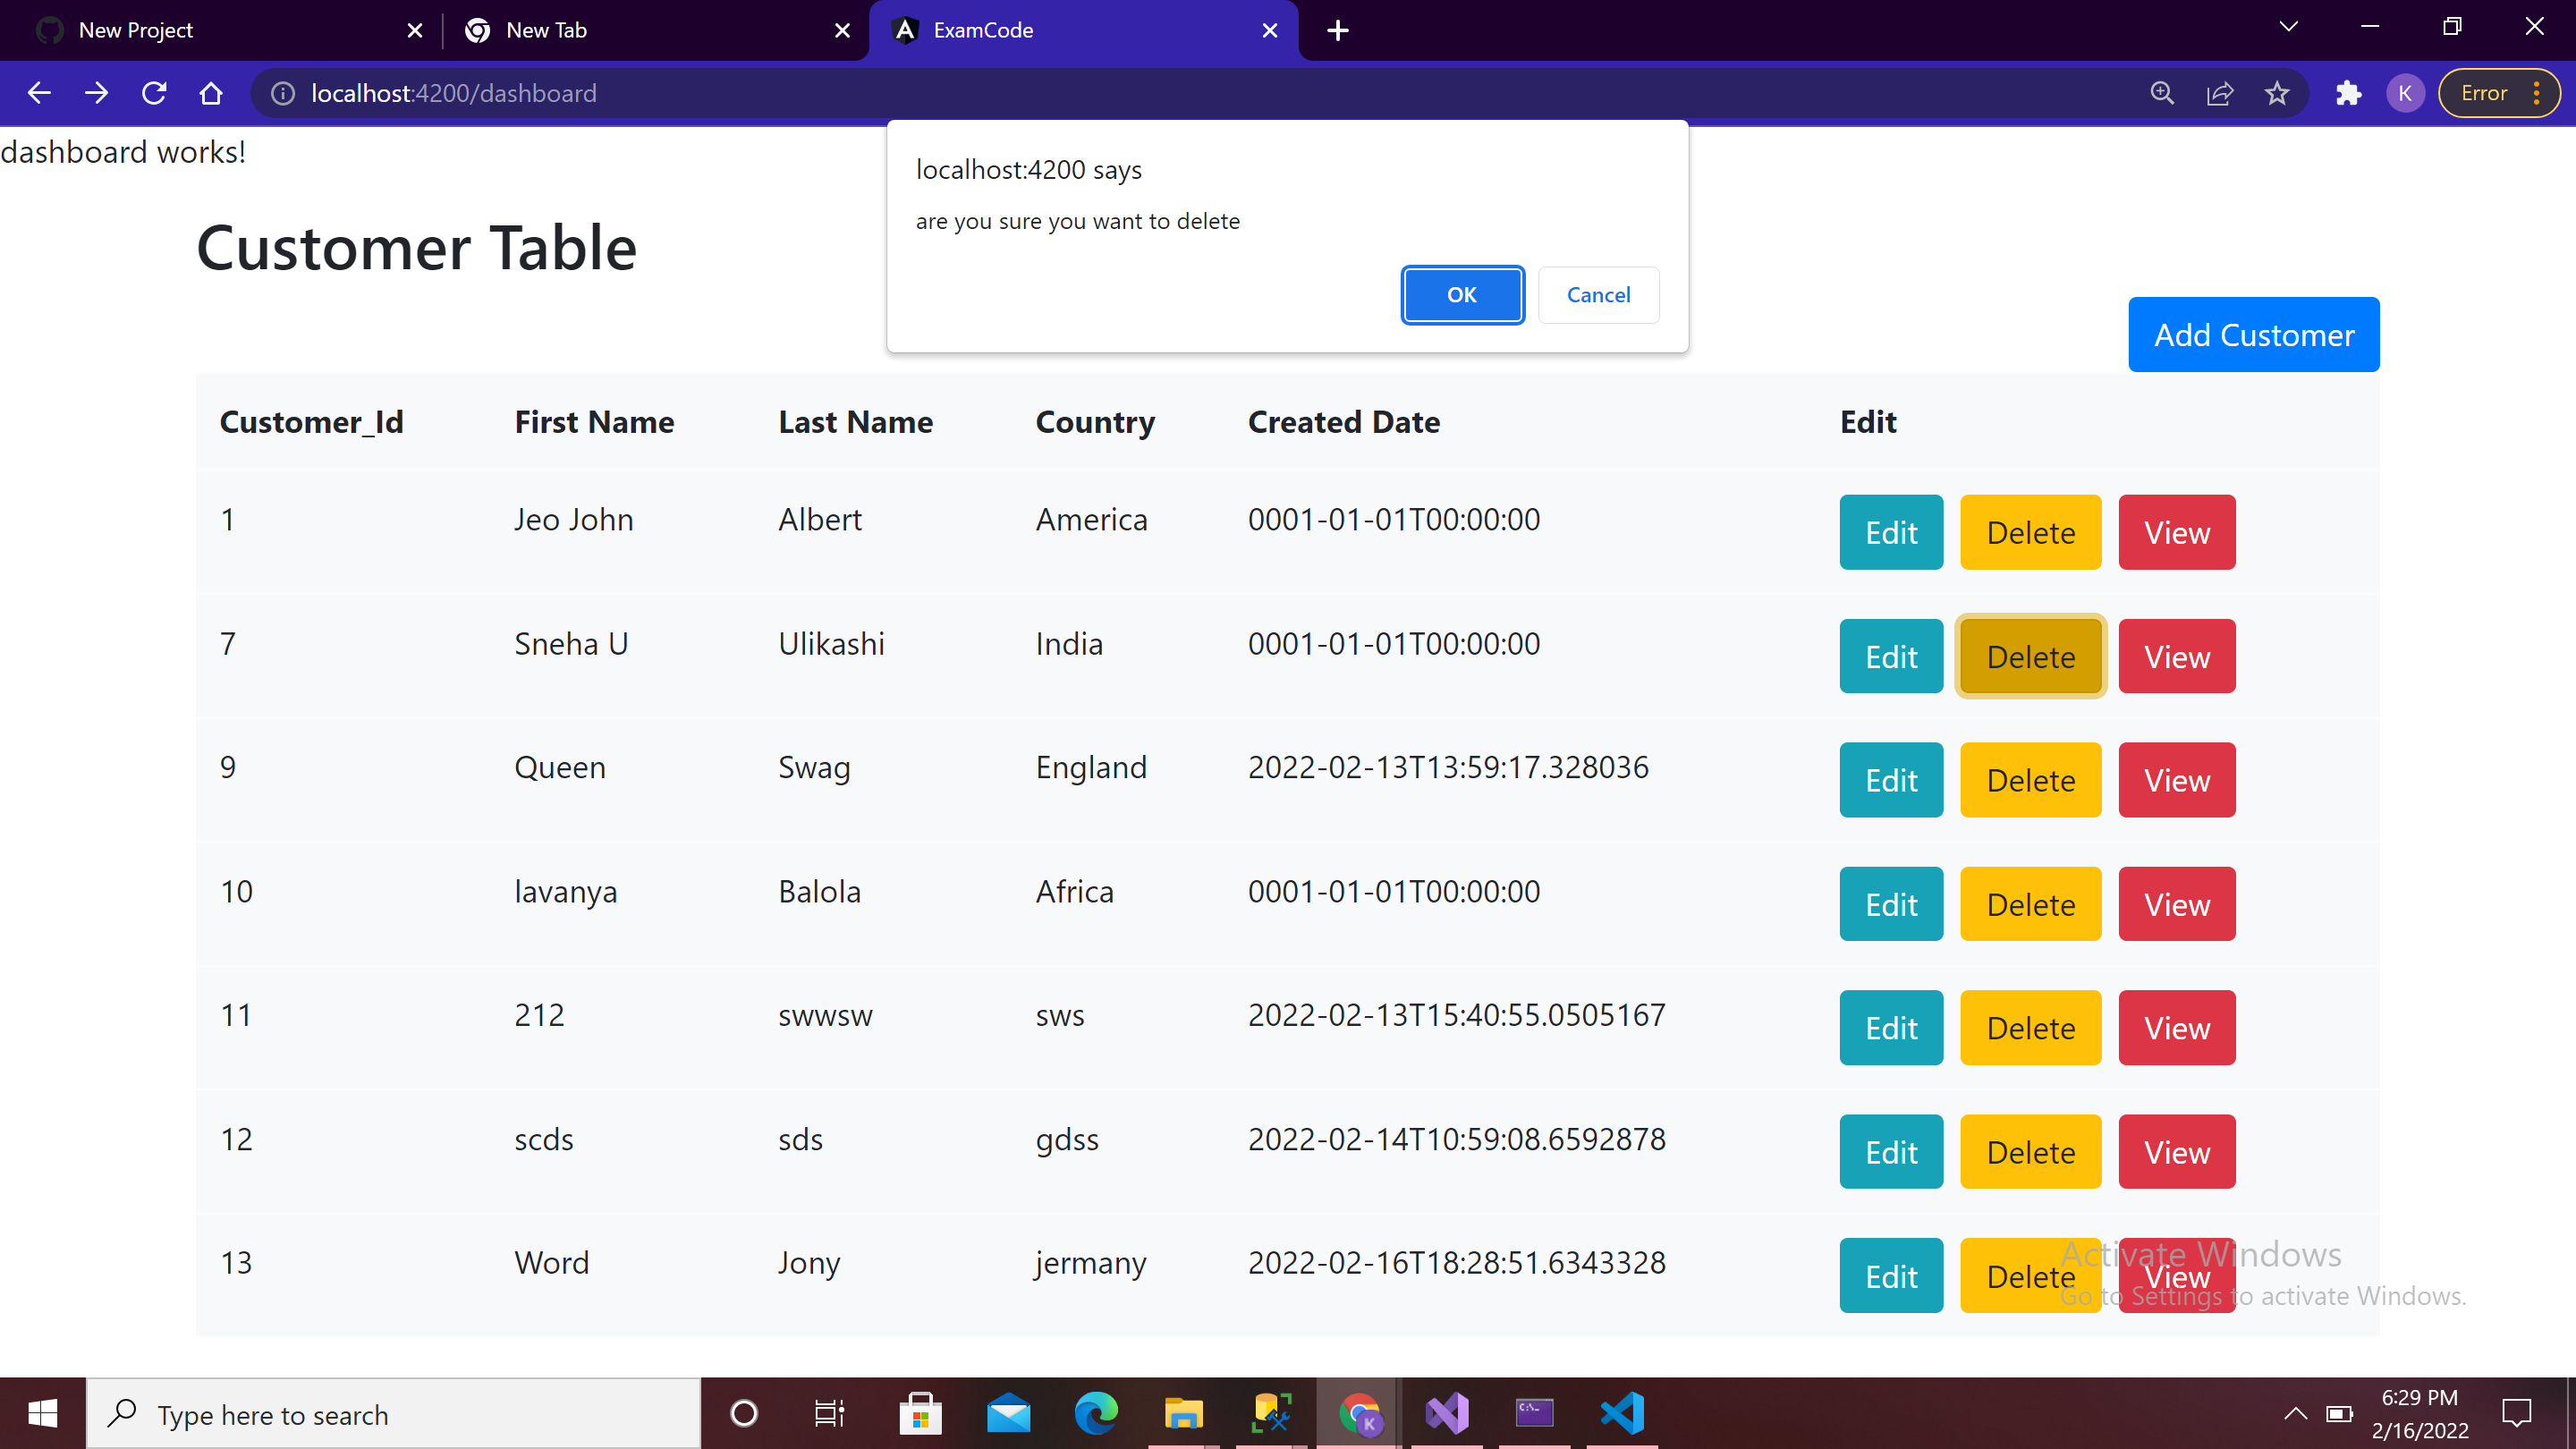 New Project
New Tab
ExamCode
localhost:4200/dashboard
K
Error
dashboard works!
localhost:4200 says
are you sure you want to delete
OK Cancel
Customer Table
Add Customer
Customer_Id First Name Last Name Country Created Date Edit
1 Jeo John Albert America 0001-01-01T00:00:00 Edit Delete View
7 Sneha U Ulikashi India 0001-01-01T00:00:00 Edit Delete View
9 Queen Swag England 2022-02-13T13:59:17.328036 Edit Delete View
10 lavanya Balola Africa 0001-01-01T00:00:00 Edit Delete View
11 212 swwsw sws 2022-02-13T15:40:55.0505167 Edit Delete View
12 scds sds gdss 2022-02-14T10:59:08.6592878 Edit Delete View
13 Word Jony jermany 2022-02-16T18:28:51.6343328 Edit Delete View
Activate Windows
Go to Settings to activate Windows.
Type here to search
K
C:\_
6:29 PM
2/16/2022